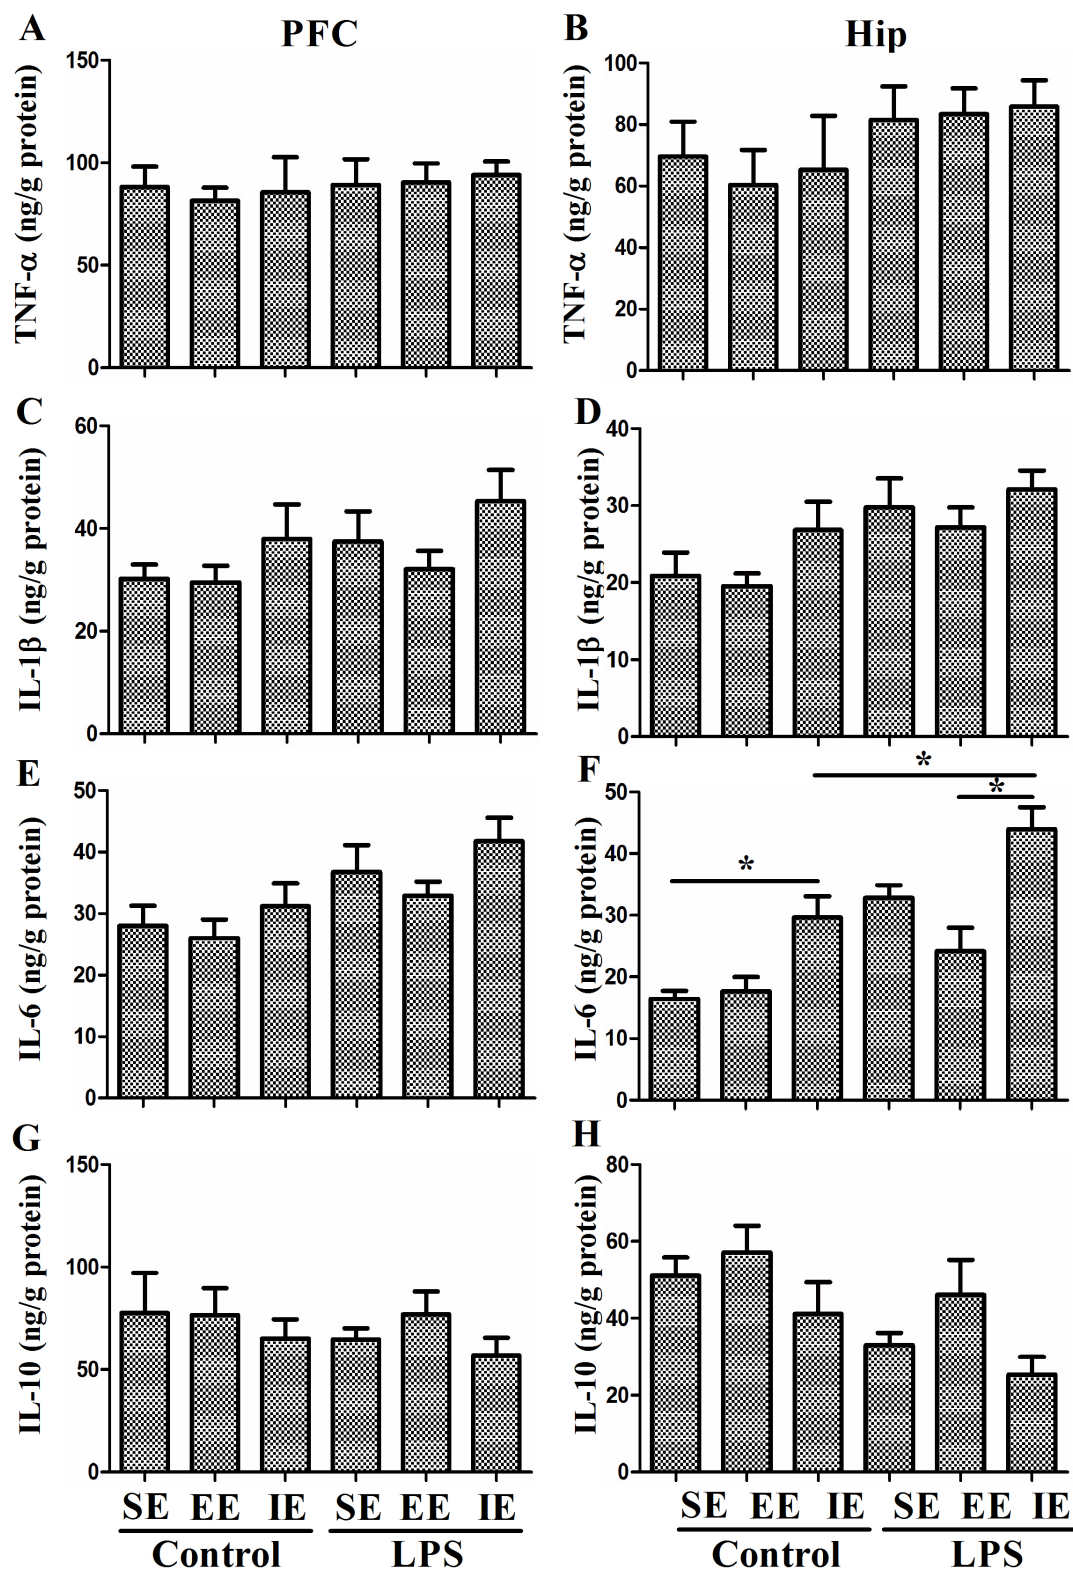 A PFC
TNF-α (ng/g protein)
150
100
50
0
B Hip
TNF-α (ng/g protein)
100
80
60
40
20
0
C
IL-1β (ng/g protein)
60
40
20
0
D
IL-1β (ng/g protein)
40
30
20
10
0
E
IL-6 (ng/g protein)
50
40
30
20
10
0
F
IL-6 (ng/g protein)
50
40
30
20
10
0
*
*
*
G
IL-10 (ng/g protein)
150
100
50
0
SE EE IE SE EE IE
Control LPS
H
IL-10 (ng/g protein)
80
60
40
20
0
SE EE IE SE EE IE
Control LPS